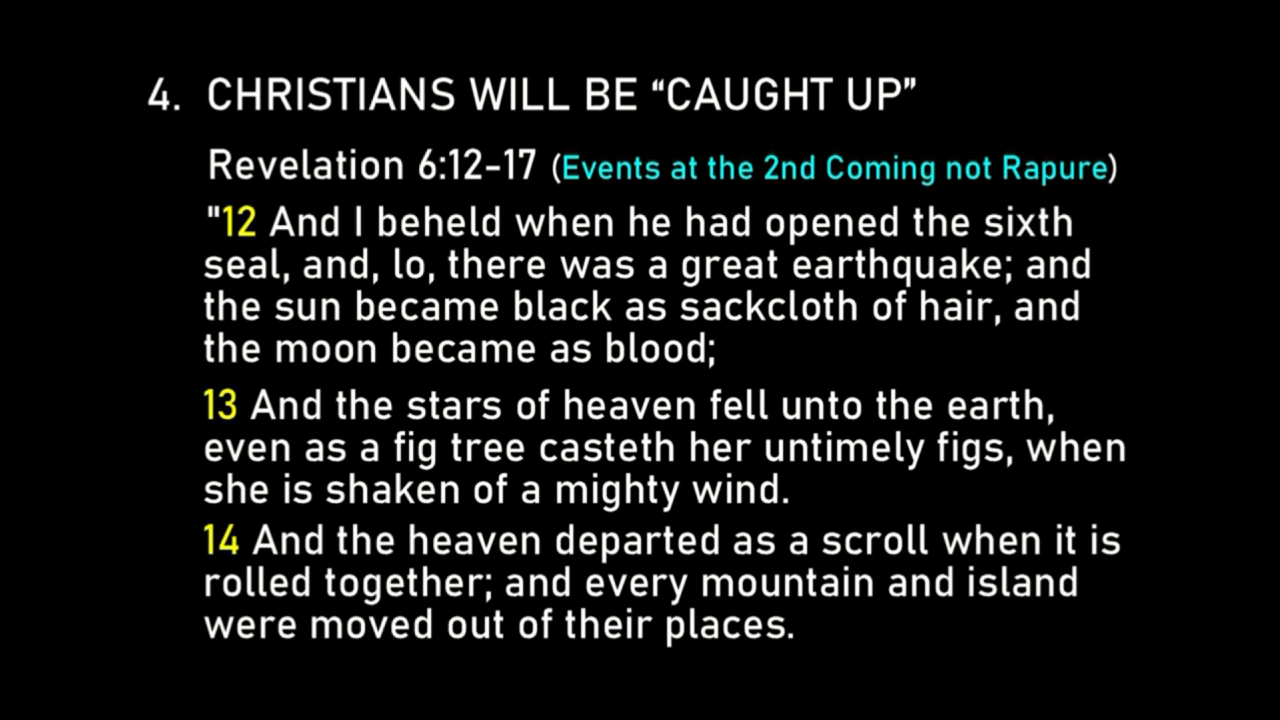 4. CHRISTIANS WILL BE “CAUGHT UP”
Revelation 6:12-17 (Events at the 2nd Coming not Rapure)
"12 And I beheld when he had opened the sixth
seal, and, lo, there was a great earthquake; and
the sun became black as sackcloth of hair, and
the moon became as blood;
13 And the stars of heaven fell unto the earth,
even as a fig tree casteth her untimely figs, when
she is shaken of a mighty wind.
14 And the heaven departed as a scroll when it is
rolled together; and every mountain and island
were moved out of their places.